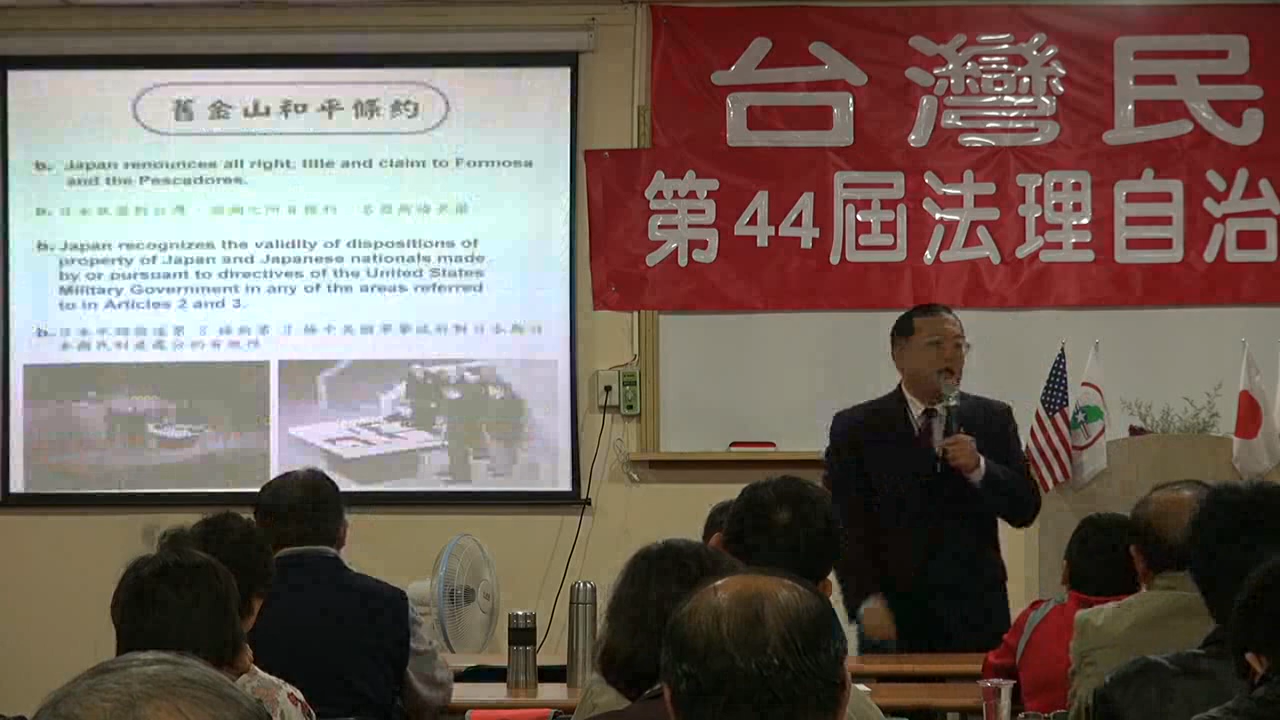 舊金山和平條約
b. Japan renounces all right, title and claim to Formosa
and the Pescadores.
b. Japan recognizes the validity of dispositions of
property of Japan and Japanese nationals made
by or pursuant to directives of the United States
Military Government in any of the areas referred
to in Articles 2 and 3.
台灣民
第44屆法理自治